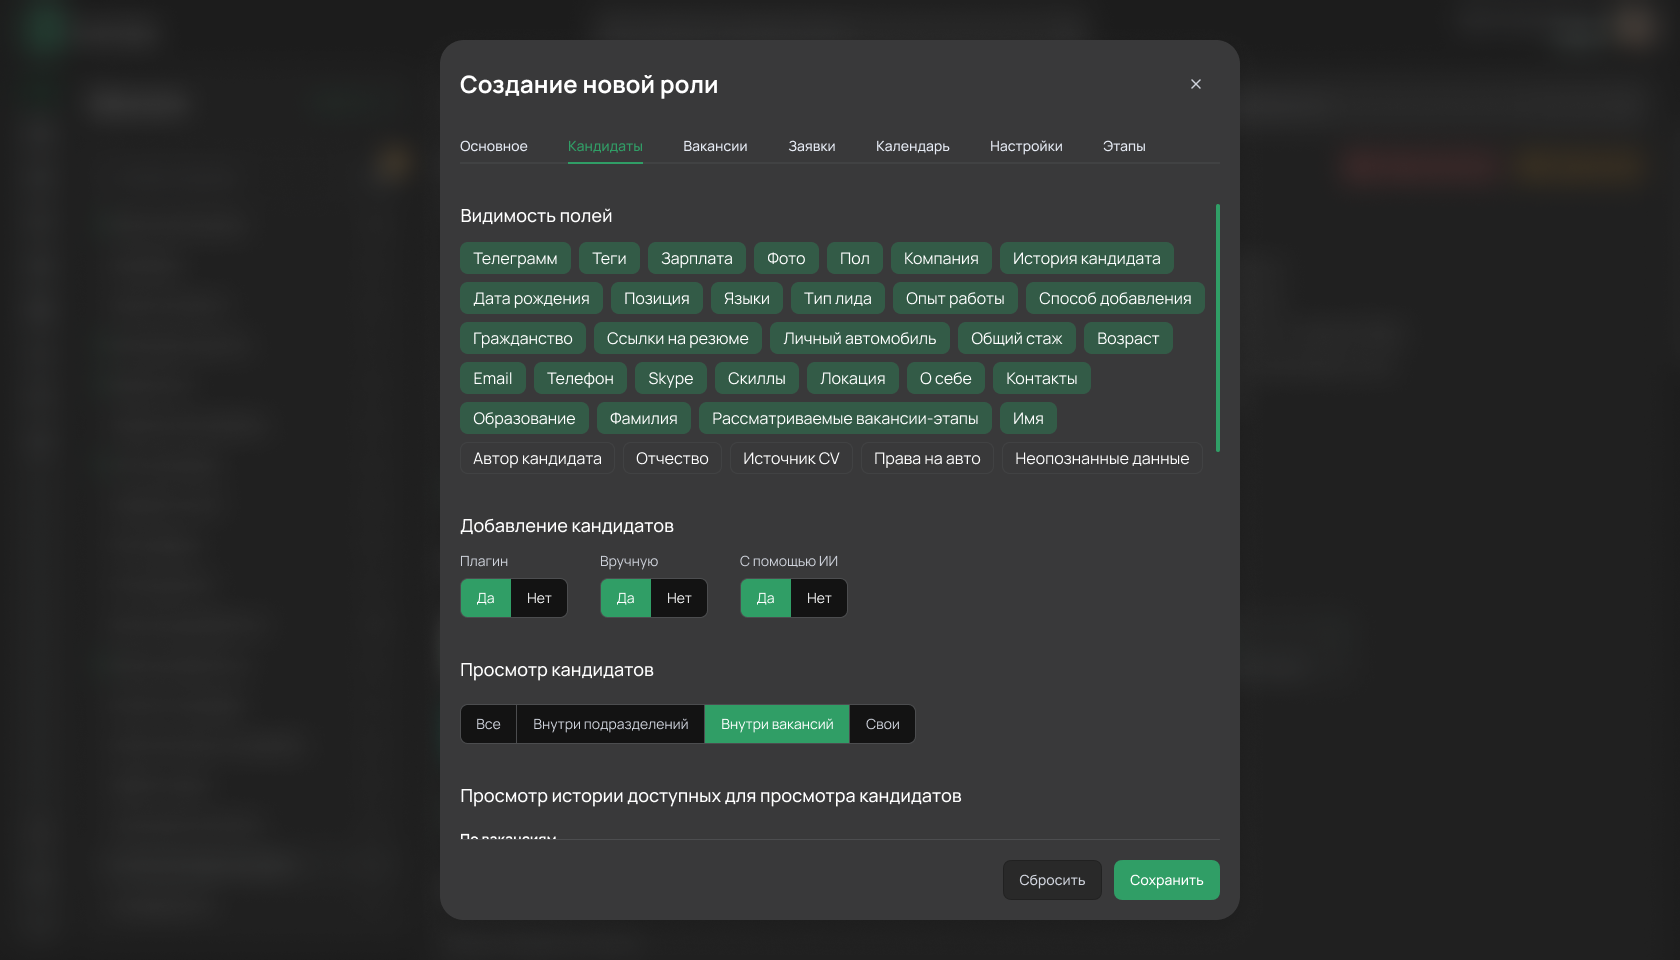 Создание новой роли
Основное Кандидаты Вакансии Заявки Календарь Настройки Этапы
Видимость полей
Телеграмм Теги Зарплата Фото Пол Компания История кандидата
Дата рождения Позиция Языки Тип лида Опыт работы Способ добавления
Гражданство Ссылки на резюме Личный автомобиль Общий стаж Возраст
Email Телефон Skype Скиллы Локация О себе Контакты
Образование Фамилия Рассматриваемые вакансии-этапы Имя
Автор кандидата Отчество Источник CV Права на авто Неопознанные данные
Добавление кандидатов
Плагин Вручную С помощью ИИ
Да Нет Да Нет Да Нет
Просмотр кандидатов
Все Внутри подразделений Внутри вакансий Свои
Просмотр истории доступных для просмотра кандидатов
По вакансиям
Сбросить Сохранить